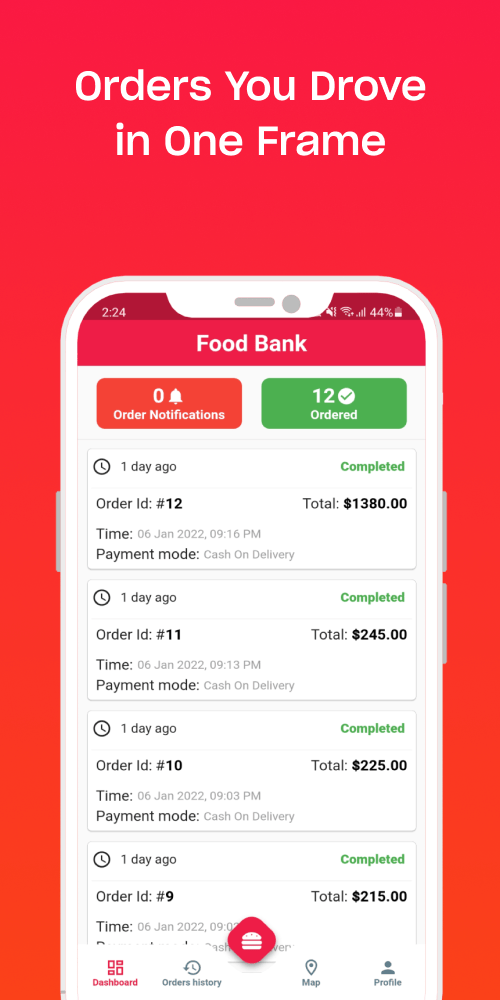 Orders You Drove
in One Frame
2:24
44%
Food Bank
0
Order Notifications
12
Ordered
1 day ago
Completed
Order Id: #12
Total: $1380.00
Time: 06 Jan 2022, 09:16 PM
Payment mode: Cash On Delivery
1 day ago
Completed
Order Id: #11
Total: $245.00
Time: 06 Jan 2022, 09:13 PM
Payment mode: Cash On Delivery
1 day ago
Completed
Order Id: #10
Total: $225.00
Time: 06 Jan 2022, 09:03 PM
Payment mode: Cash On Delivery
1 day ago
Completed
Order Id: #9
Total: $215.00
Time: 06 Jan 2022,
Dashboard
Orders history
Map
Profile